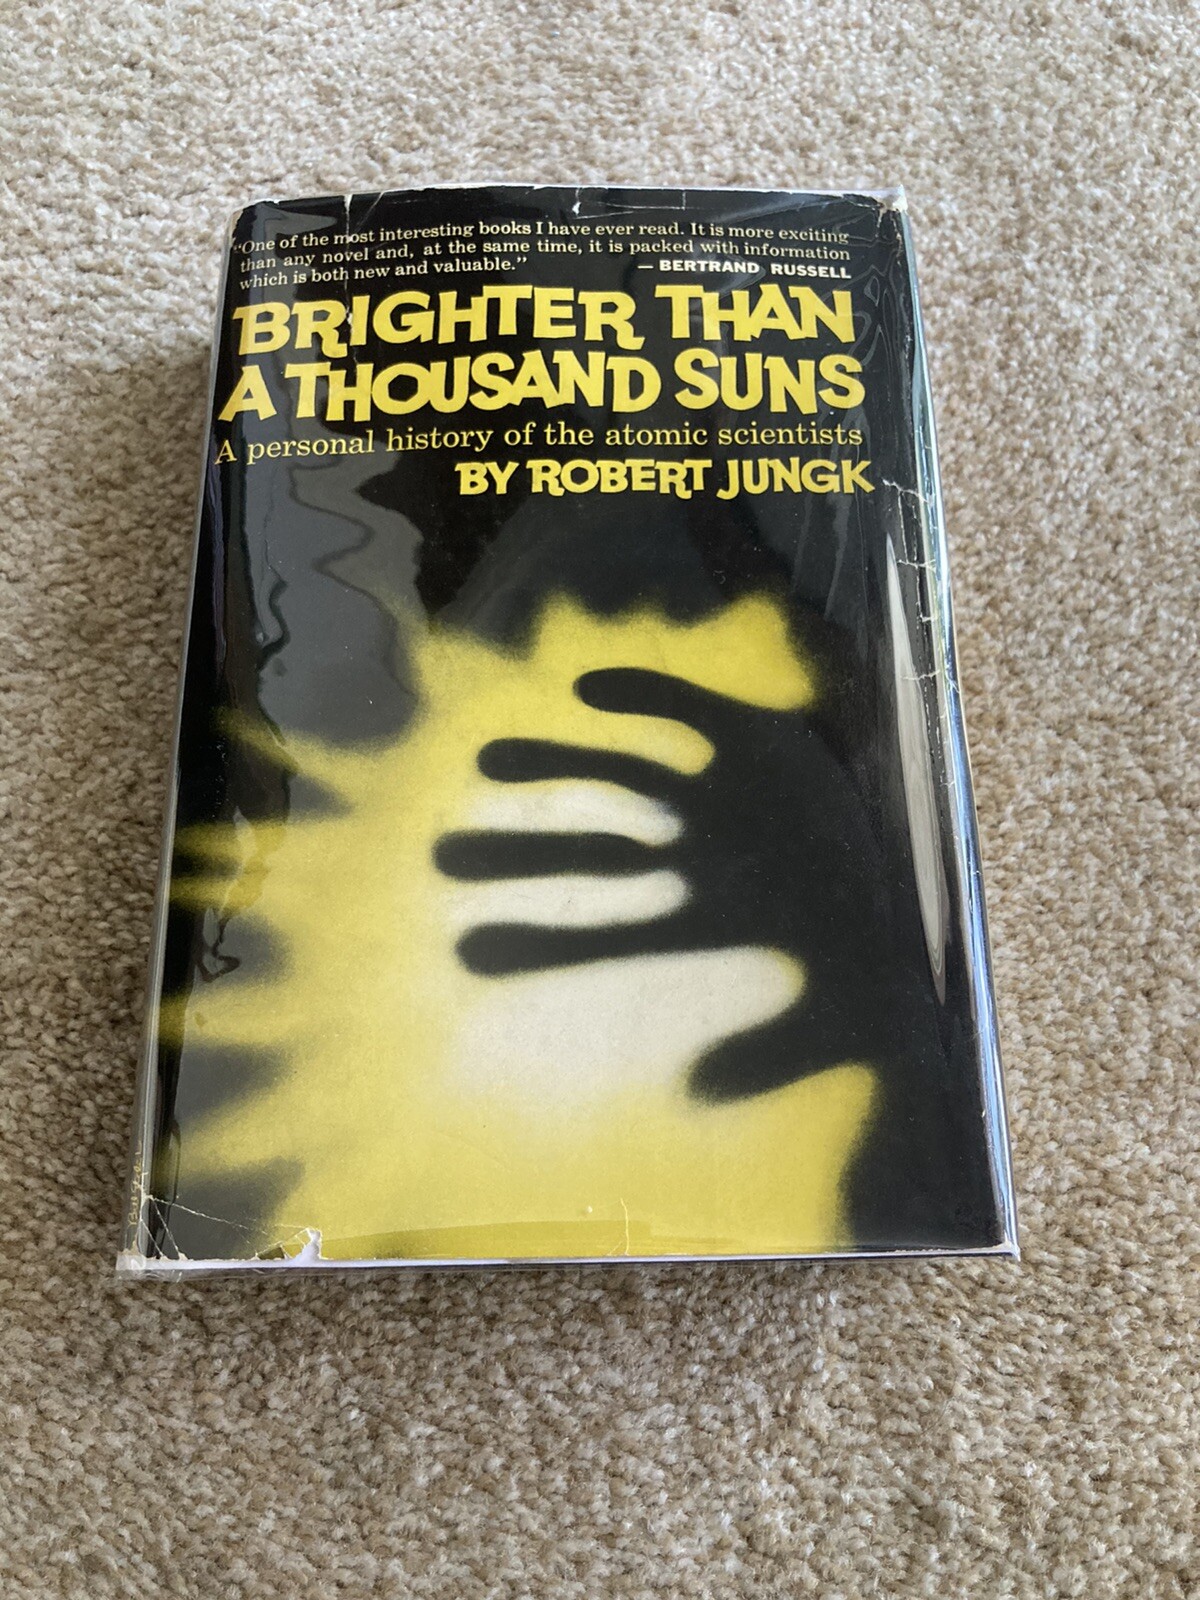 “One of the most interesting books I have ever read. It is more exciting
than any novel and, at the same time, it is packed with information
which is both new and valuable.” — BERTRAND RUSSELL
BRIGHTER THAN
A THOUSAND SUNS
A personal history of the atomic scientists
BY ROBERT JUNGK